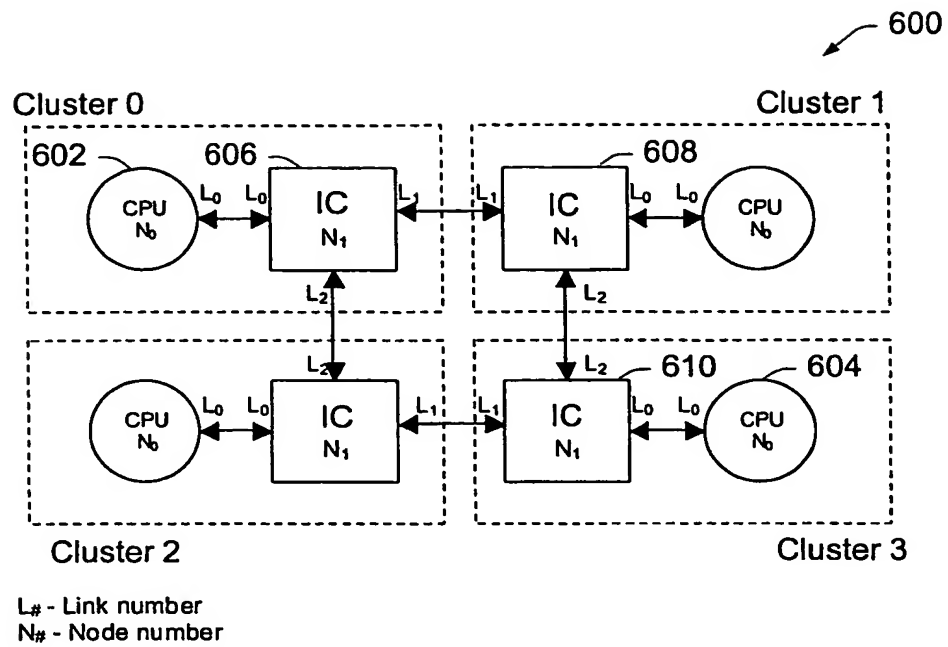 600
Cluster 0
Cluster 1
602
606
608
CPU
N₀
L₀
L₀
IC
N₁
L₁
L₁
IC
N₁
L₀
L₀
CPU
N₀
L₂
L₂
L₂
L₂
610
604
CPU
N₀
L₀
L₀
IC
N₁
L₁
L₁
IC
N₁
L₀
L₀
CPU
N₀
Cluster 2
Cluster 3
L# - Link number
N# - Node number